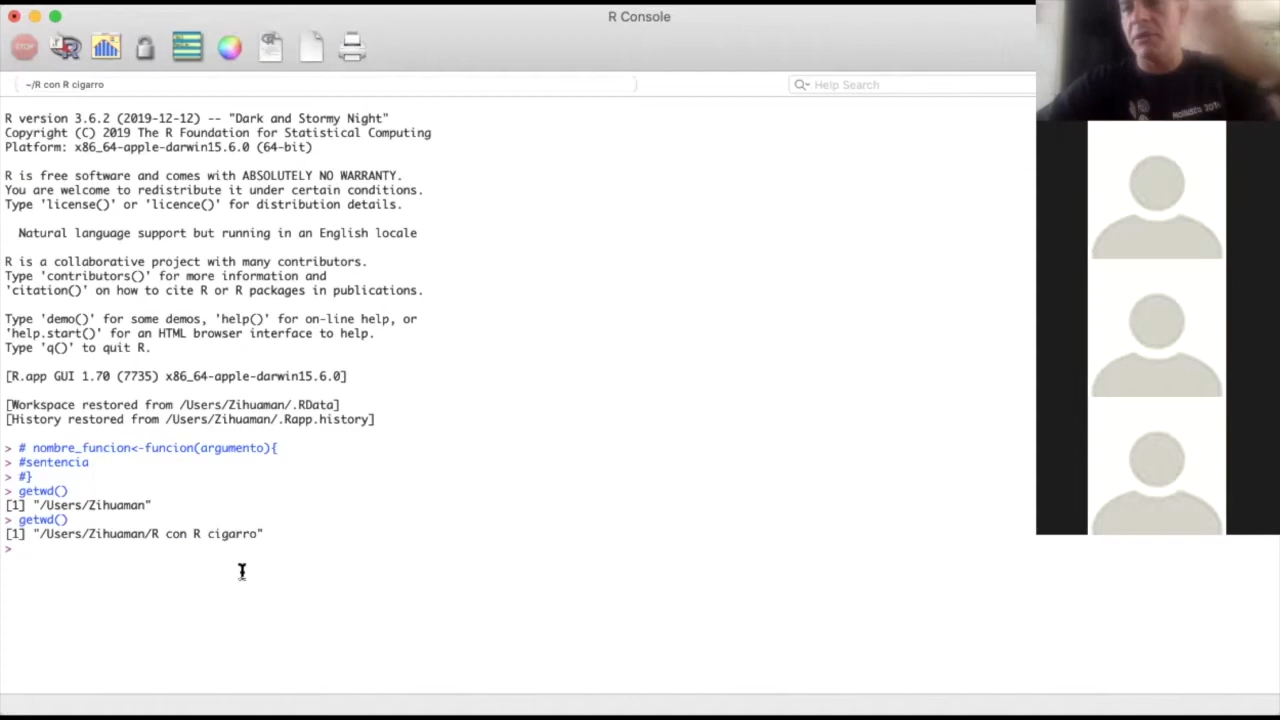 R Console
STOP
~/R con R cigarro
Help Search
R version 3.6.2 (2019-12-12) -- "Dark and Stormy Night"
Copyright (C) 2019 The R Foundation for Statistical Computing
Platform: x86_64-apple-darwin15.6.0 (64-bit)
R is free software and comes with ABSOLUTELY NO WARRANTY.
You are welcome to redistribute it under certain conditions.
Type 'license()' or 'licence()' for distribution details.
Natural language support but running in an English locale
R is a collaborative project with many contributors.
Type 'contributors()' for more information and
'citation()' on how to cite R or R packages in publications.
Type 'demo()' for some demos, 'help()' for on-line help, or
'help.start()' for an HTML browser interface to help.
Type 'q()' to quit R.
[R.app GUI 1.70 (7735) x86_64-apple-darwin15.6.0]
[Workspace restored from /Users/Zihuaman/.RData]
[History restored from /Users/Zihuaman/.Rapp.history]
> # nombre_funcion<-funcion(argumento){
> #sentencia
> #}
> getwd()
[1] "/Users/Zihuaman"
> getwd()
[1] "/Users/Zihuaman/R con R cigarro"
>